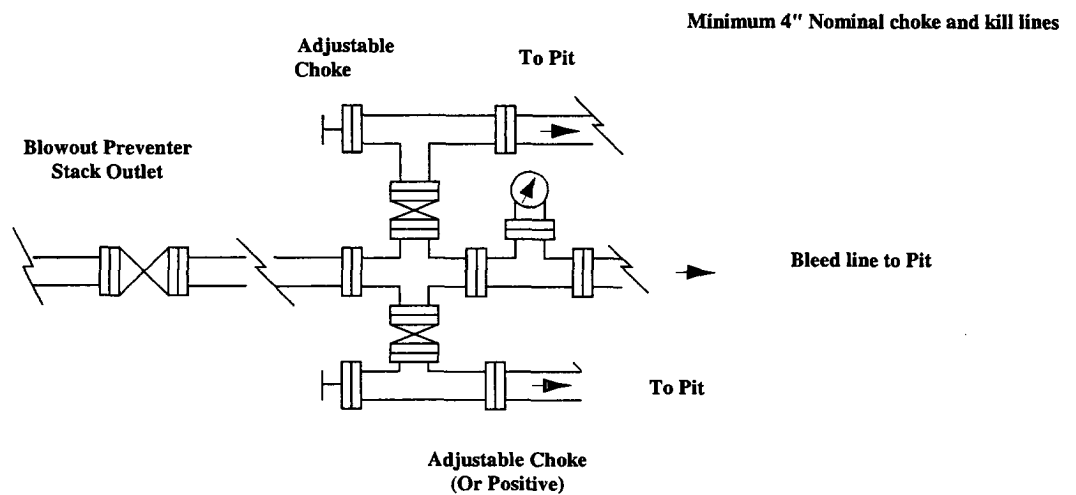 Minimum 4" Nominal choke and kill lines
Adjustable
Choke
To Pit
Blowout Preventer
Stack Outlet
Bleed line to Pit
To Pit
Adjustable Choke
(Or Positive)